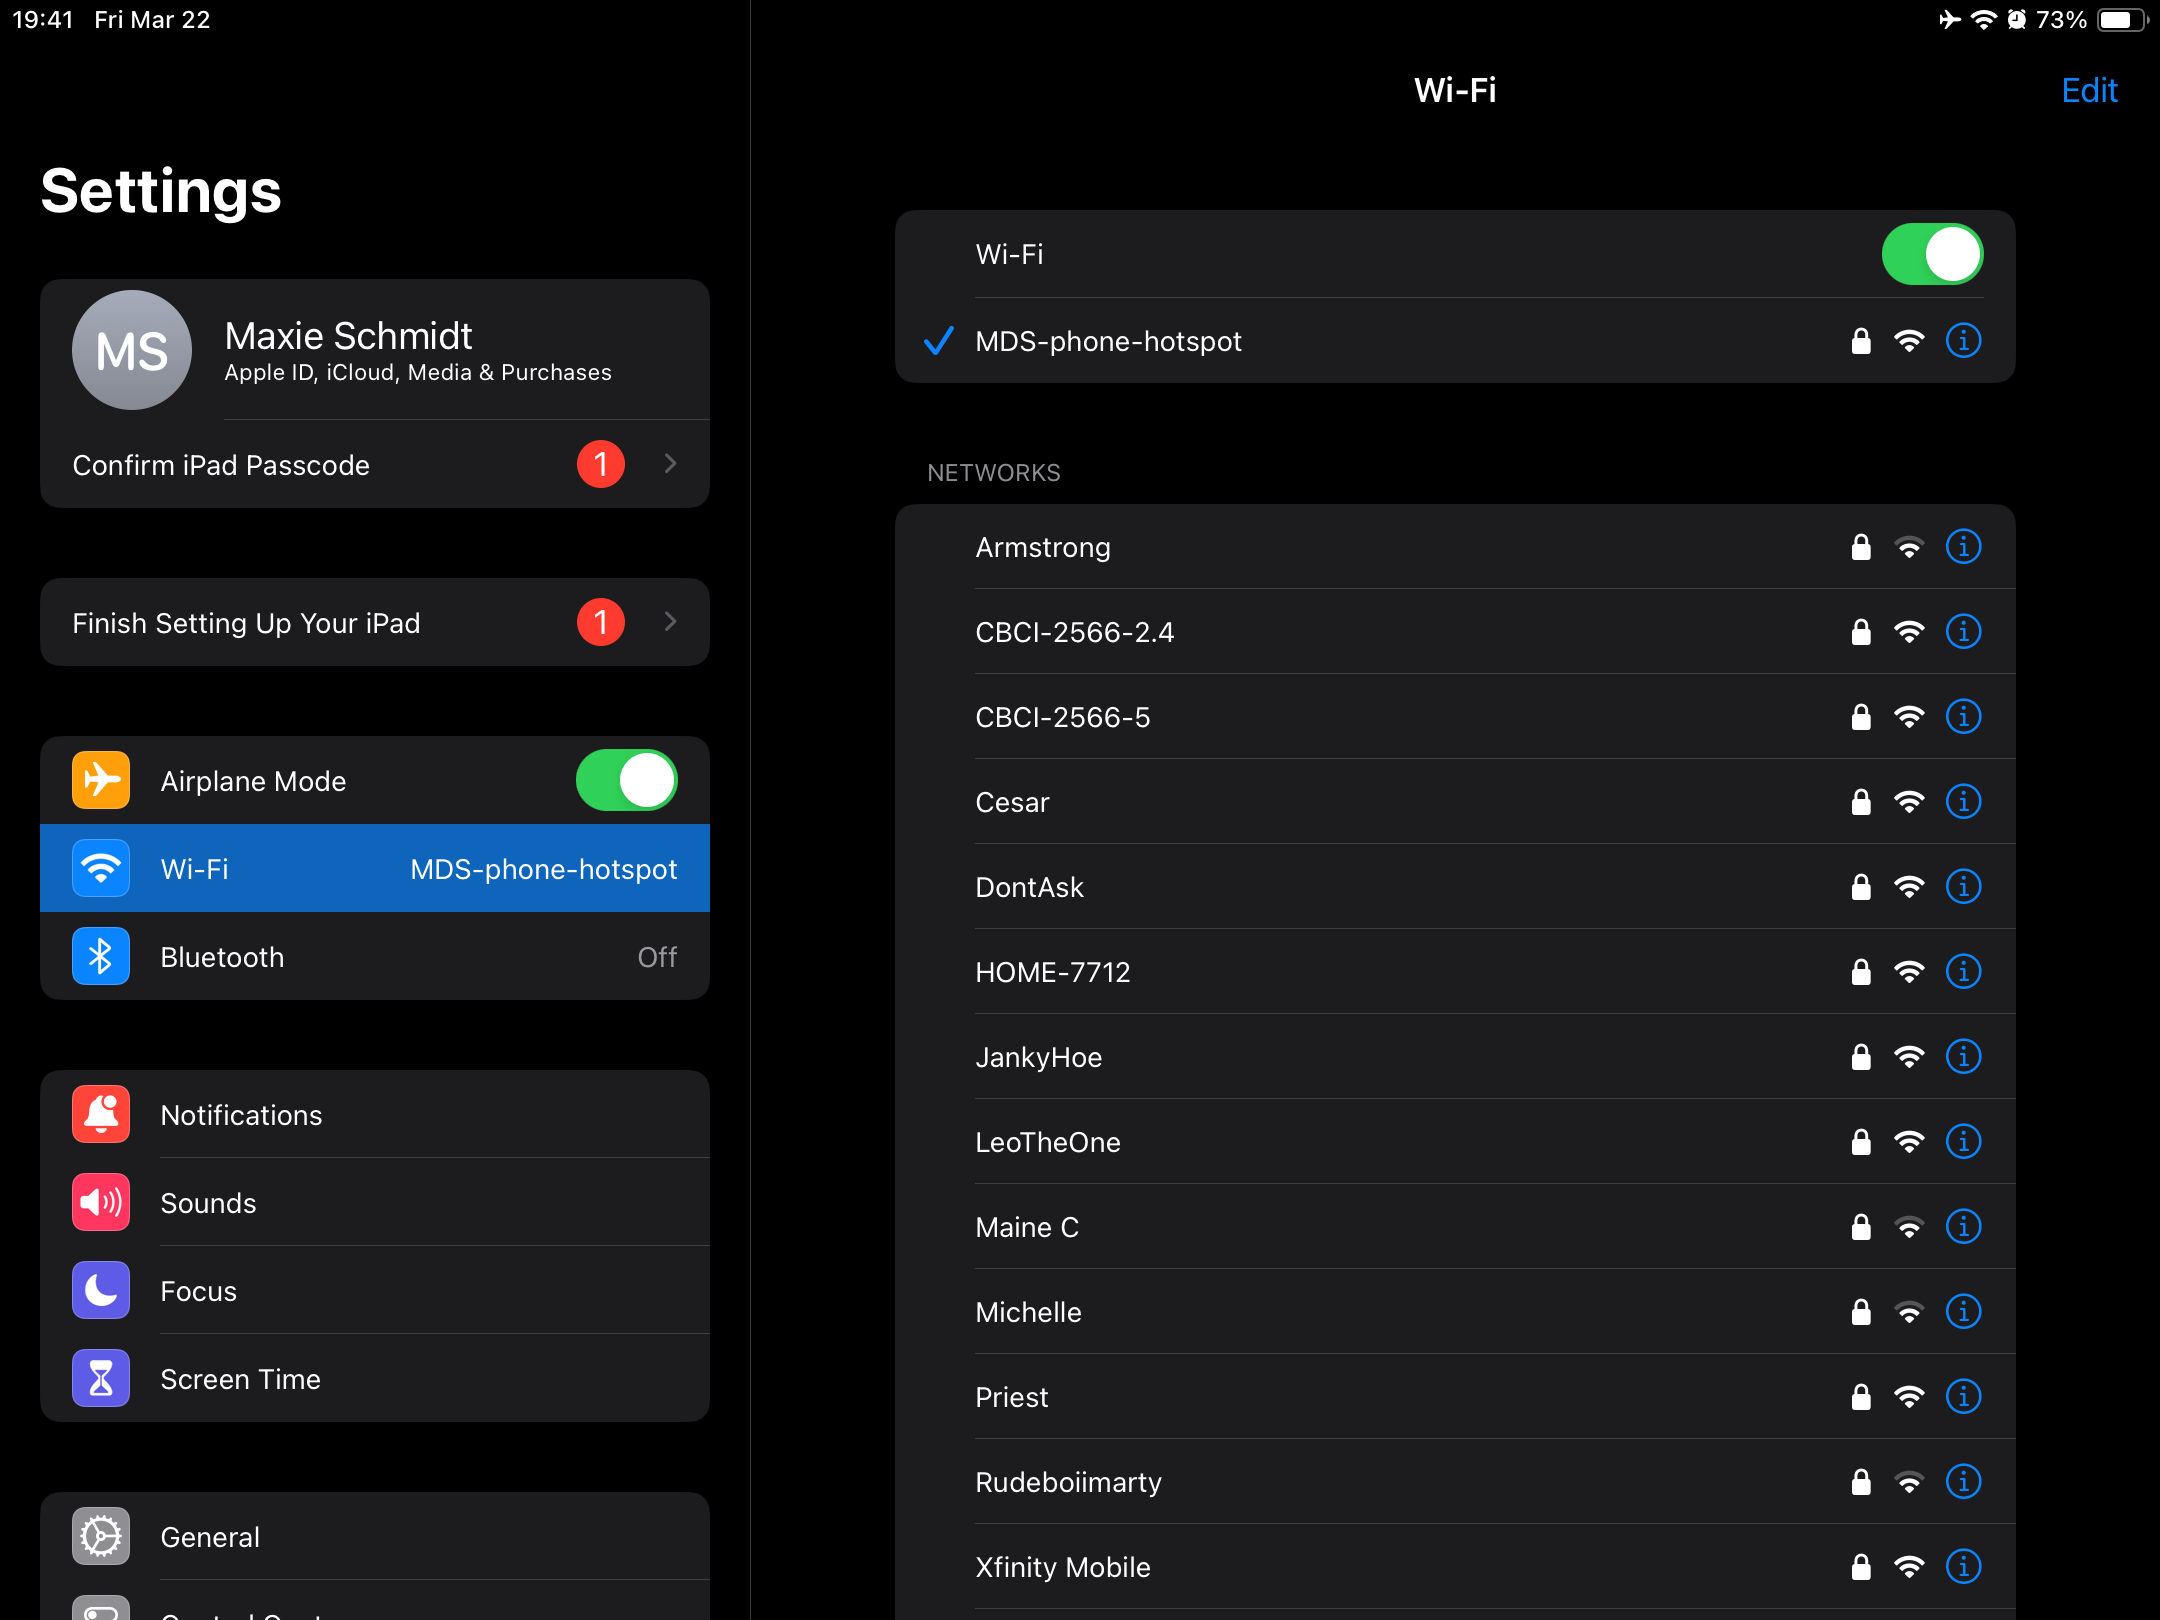 19:41 Fri Mar 22
73%
Settings
MS
Maxie Schmidt
Apple ID, iCloud, Media & Purchases
Confirm iPad Passcode 1
Finish Setting Up Your iPad 1
Airplane Mode
Wi-Fi MDS-phone-hotspot
Bluetooth Off
Notifications
Sounds
Focus
Screen Time
General
Wi-Fi
Edit
Wi-Fi
MDS-phone-hotspot
NETWORKS
Armstrong
CBCI-2566-2.4
CBCI-2566-5
Cesar
DontAsk
HOME-7712
JankyHoe
LeoTheOne
Maine C
Michelle
Priest
Rudeboiimarty
Xfinity Mobile